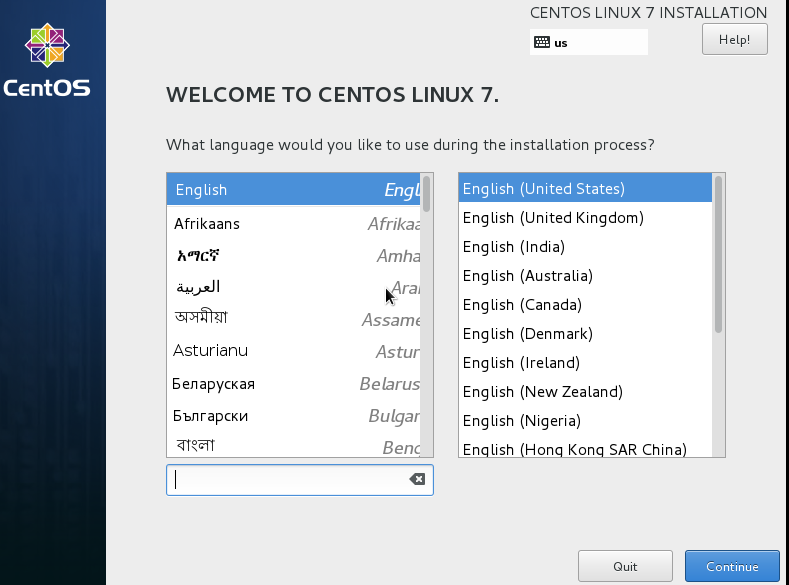 CENTOS LINUX 7 INSTALLATION
us
Help!
CentOS
WELCOME TO CENTOS LINUX 7.
What language would you like to use during the installation process?
English Engl
Afrikaans Afrikaa
አማርኛ Amha
العربية Arab
অসমীয়া Assame
Asturianu Astur
Беларуская Belarus
Български Bulgar
বাংলা Beng
English (United States)
English (United Kingdom)
English (India)
English (Australia)
English (Canada)
English (Denmark)
English (Ireland)
English (New Zealand)
English (Nigeria)
English (Hong Kong SAR China)
Quit
Continue